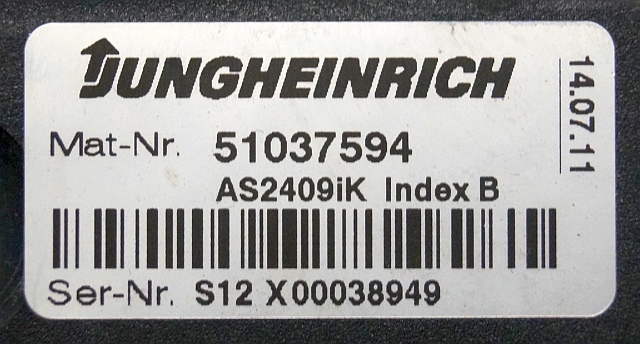 JUNGHEINRICH
Mat-Nr. 51037594
AS2409iK Index B
Ser-Nr. S12 X00038949
14.07.11